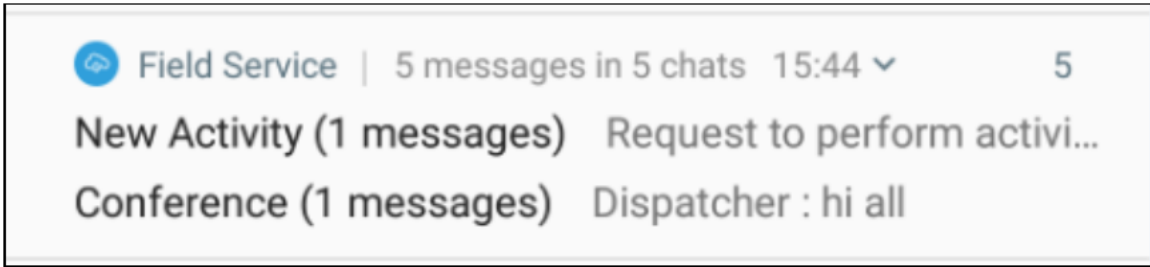 Field Service | 5 messages in 5 chats 15:44 5
New Activity (1 messages) Request to perform activi...
Conference (1 messages) Dispatcher : hi all